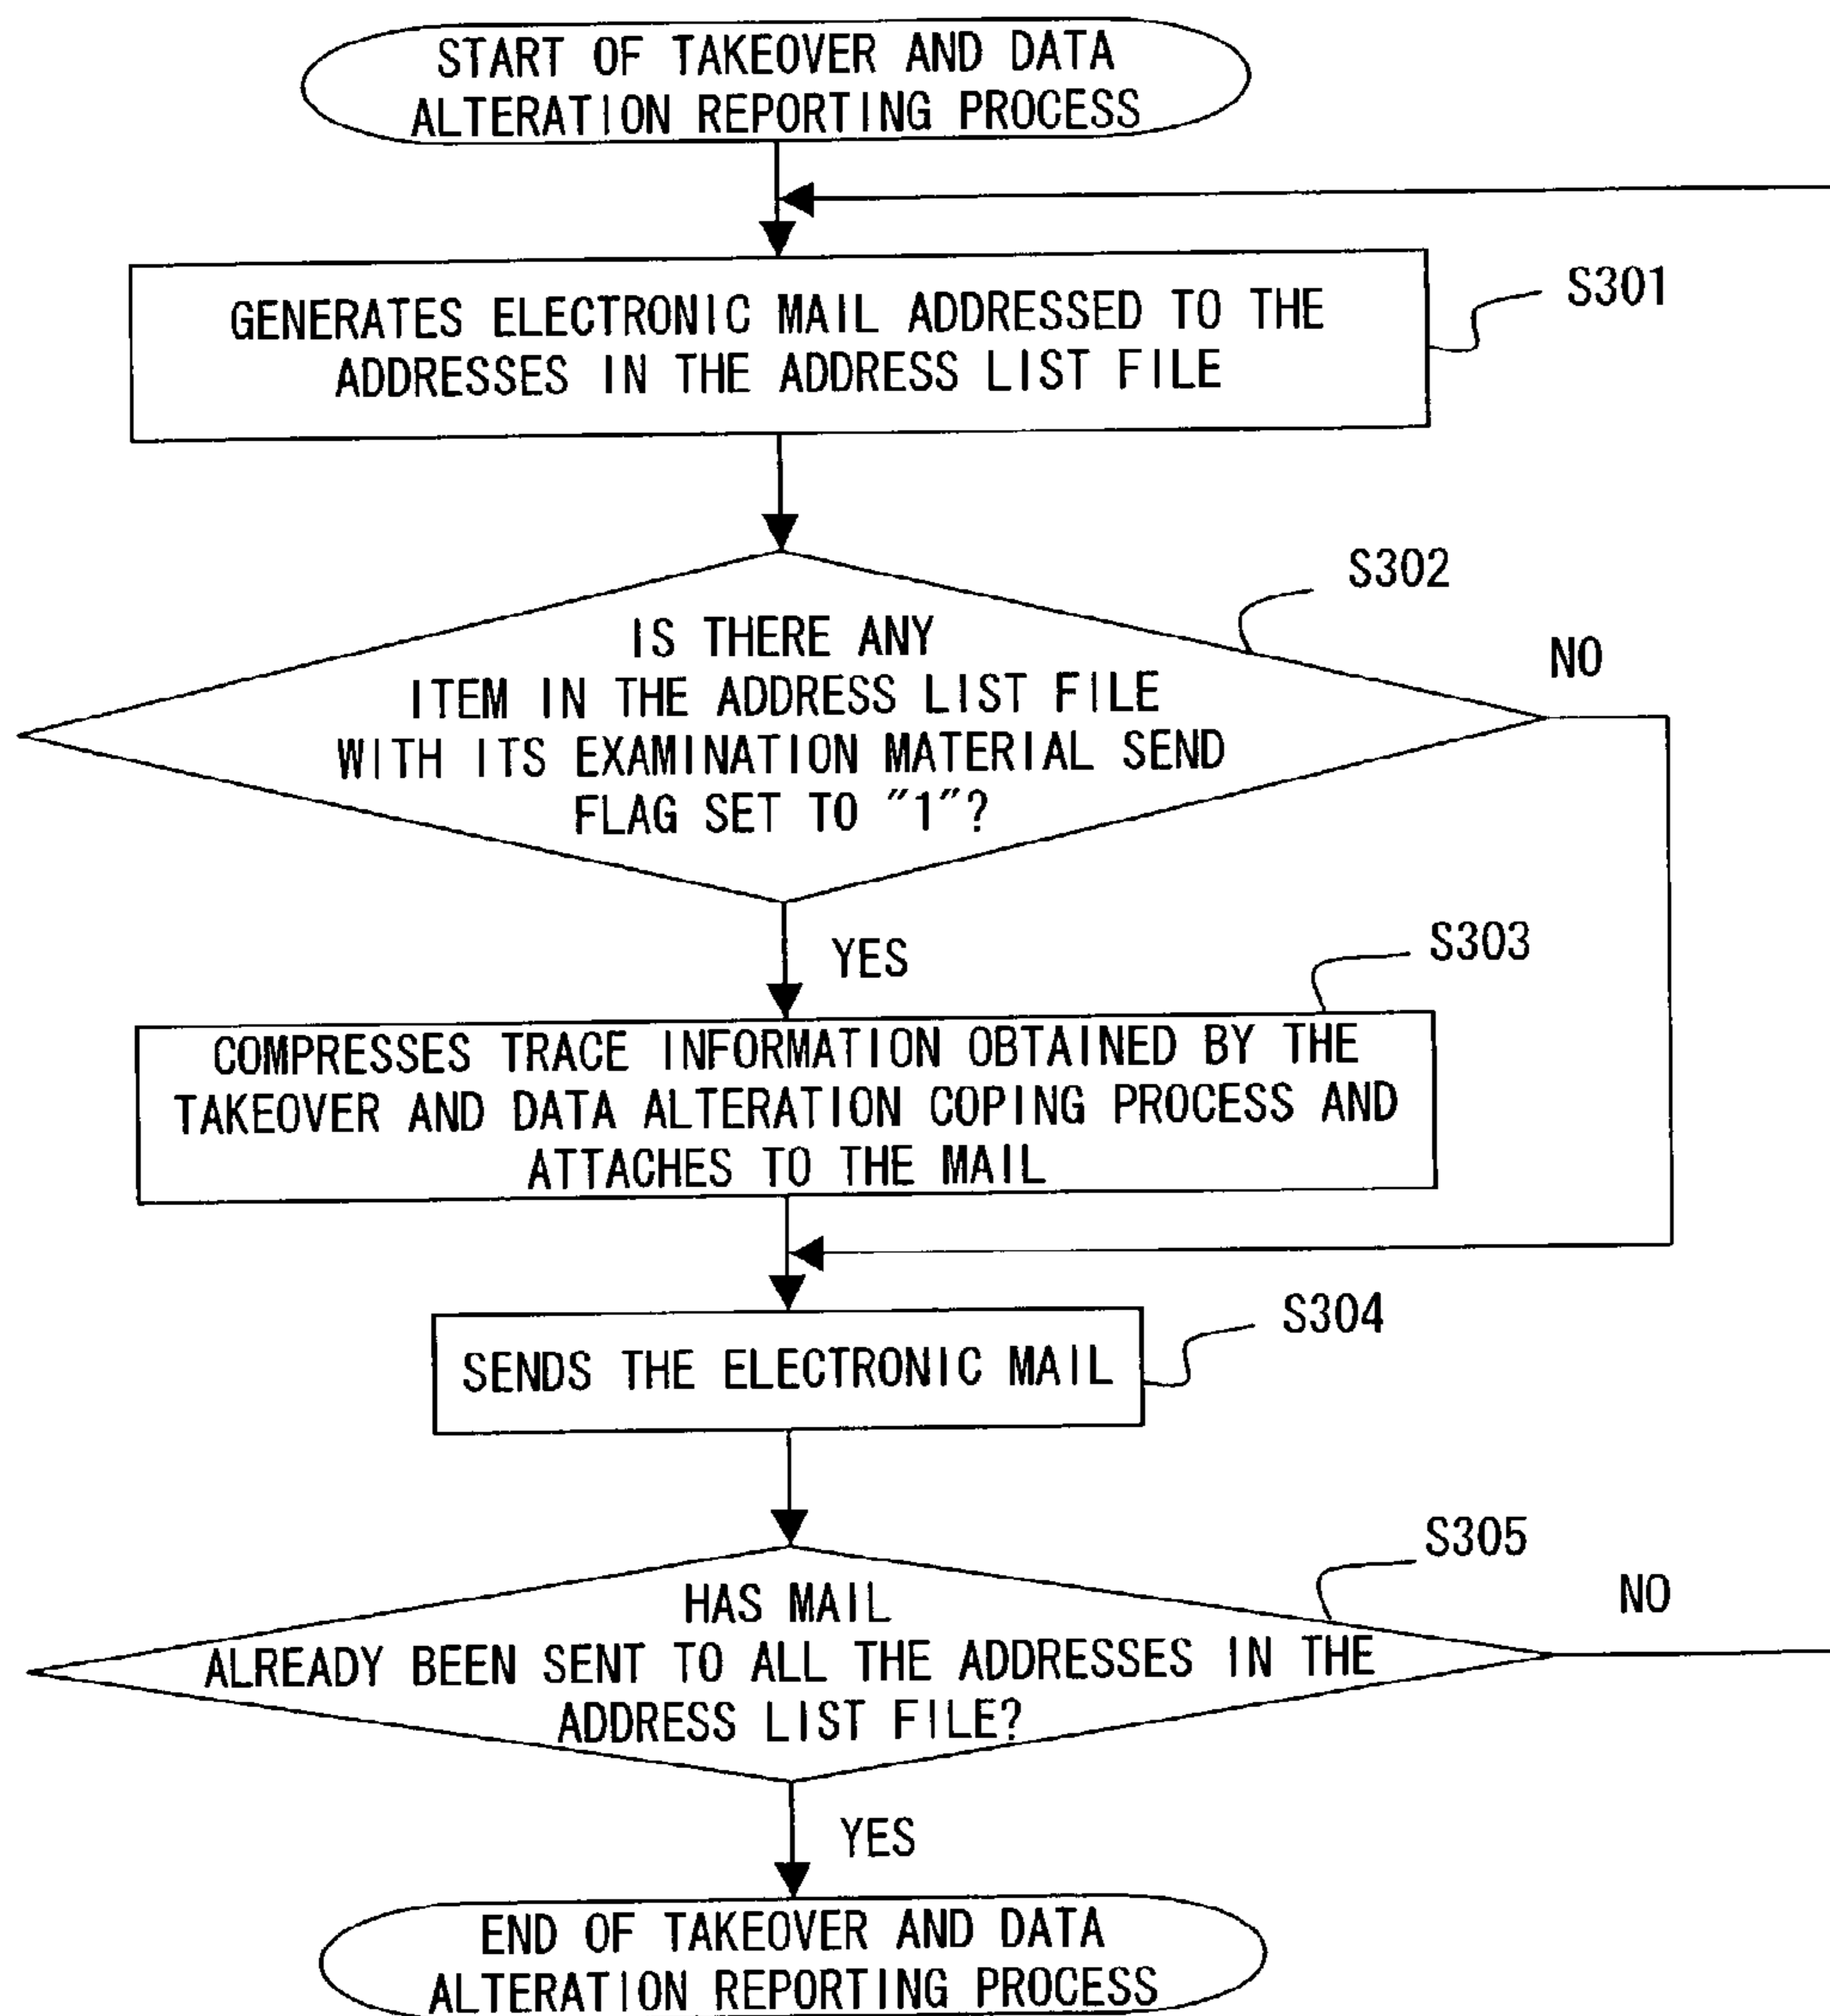 START OF TAKEOVER AND DATA
ALTERATION REPORTING PROCESS
GENERATES ELECTRONIC MAIL ADDRESSED TO THE
ADDRESSES IN THE ADDRESS LIST FILE
S301
S302
IS THERE ANY
ITEM IN THE ADDRESS LIST FILE
WITH ITS EXAMINATION MATERIAL SEND
FLAG SET TO "1"?
NO
YES
S303
COMPRESSES TRACE INFORMATION OBTAINED BY THE
TAKEOVER AND DATA ALTERATION COPING PROCESS AND
ATTACHES TO THE MAIL
S304
SENDS THE ELECTRONIC MAIL
S305
HAS MAIL
ALREADY BEEN SENT TO ALL THE ADDRESSES IN THE
ADDRESS LIST FILE?
NO
YES
END OF TAKEOVER AND DATA
ALTERATION REPORTING PROCESS